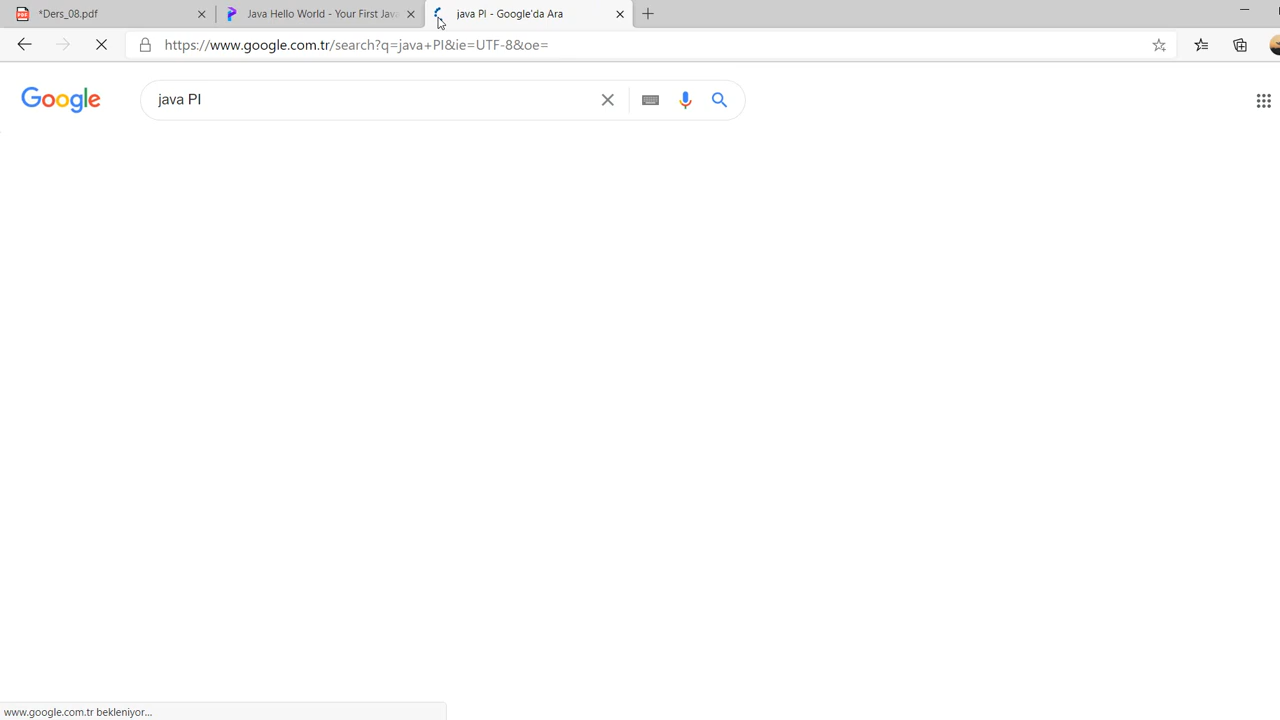 *Ders_08.pdf
Java Hello World - Your First Java
java PI - Google'da Ara
https://www.google.com.tr/search?q=java+PI&ie=UTF-8&oe=
Google
java PI
www.google.com.tr bekleniyor...